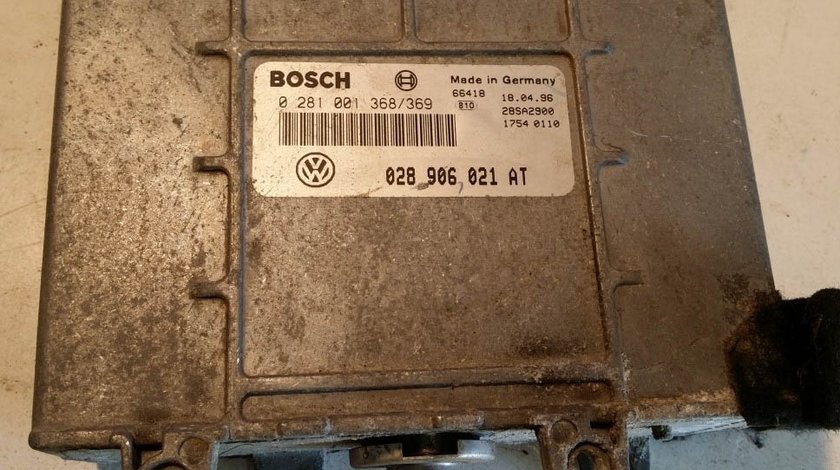 BOSCH Made in Germany
66418 18.04.96
0 281 001 368/369 810 28SA2900
1754 0110
VW
028 906 021 AT